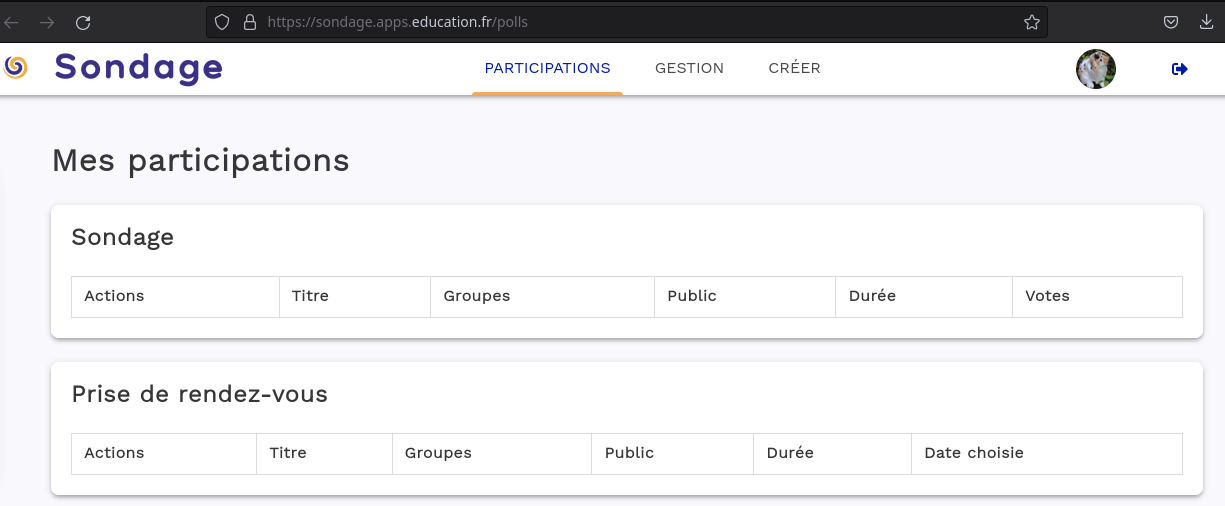 https://sondage.apps.education.fr/polls
Sondage PARTICIPATIONS GESTION CRÉER
Mes participations
Sondage
Actions Titre Groupes Public Durée Votes
Prise de rendez-vous
Actions Titre Groupes Public Durée Date choisie